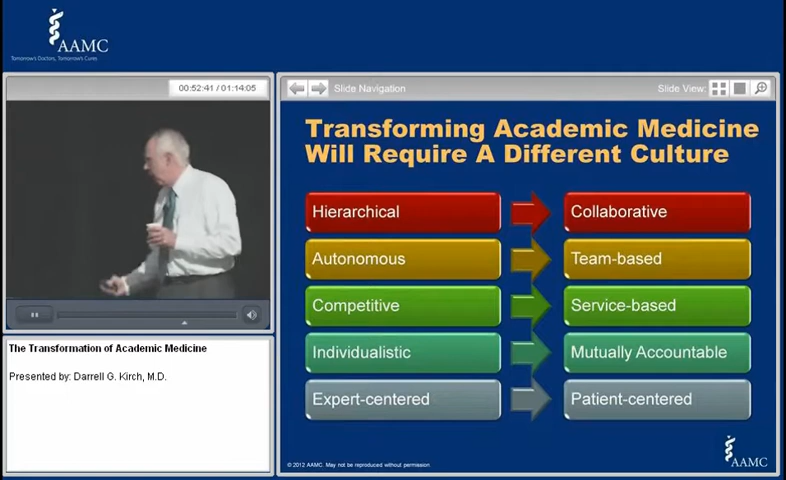 AAMC
Tomorrow's Doctors, Tomorrow's Cures
00:52:41 / 01:14:05
Slide Navigation
Slide View:
Transforming Academic Medicine
Will Require A Different Culture
Hierarchical
Collaborative
Autonomous
Team-based
Competitive
Service-based
Individualistic
Mutually Accountable
Expert-centered
Patient-centered
The Transformation of Academic Medicine
Presented by: Darrell G. Kirch, M.D.
© 2012 AAMC. May not be reproduced without permission
AAMC